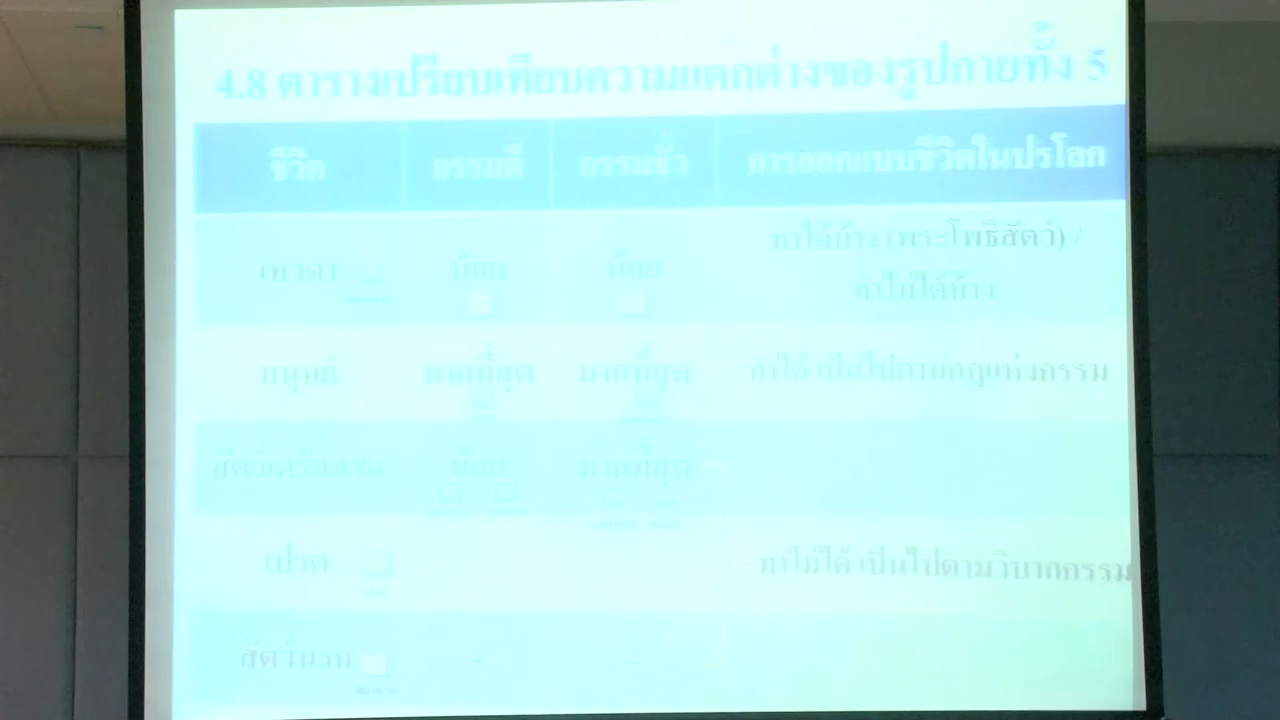 4.8 ตารางเปรียบเทียบความแตกต่างของรูปกายทั้ง 5
ชีวิต กรรมดี กรรมชั่ว การออกแบบชีวิตในปรโลก
เทวดา น้อย น้อย ทำได้บ้าง (พระโพธิสัตว์) /
ทำไม่ได้บ้าง
มนุษย์ มากที่สุด มากที่สุด ทำได้ เป็นไปตามกฎแห่งกรรม
สัตว์เดรัจฉาน น้อย มากที่สุด
เปรต ทำไม่ได้ เป็นไปตามวิบากกรรม
สัตว์นรก - -